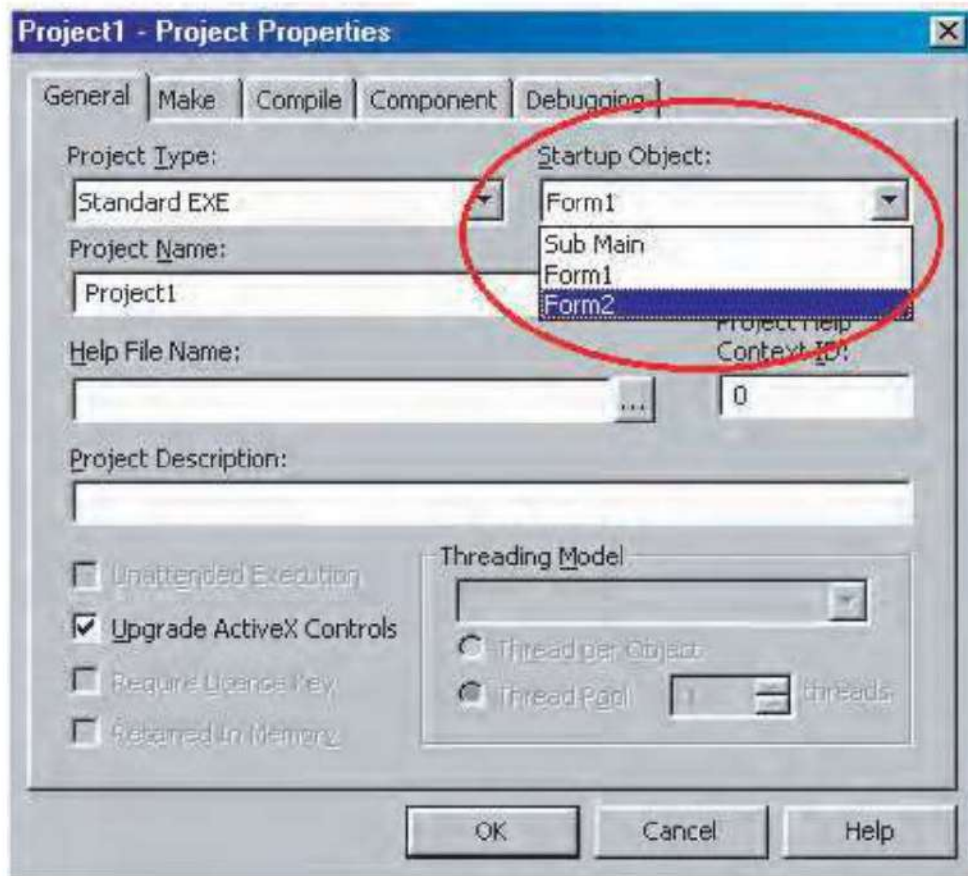 Project1 - Project Properties
General Make Compile Component Debugging
Project Type:
Startup Object:
Standard EXE
Form1
Sub Main
Form1
Form2
Project Name:
Project1
Help File Name:
Project Help
Context ID:
...
0
Project Description:
Unattended Execution
Upgrade ActiveX Controls
Require License Key
Retained In Memory
Threading Model
Thread per Object
Thread Pool 1 threads
OK Cancel Help